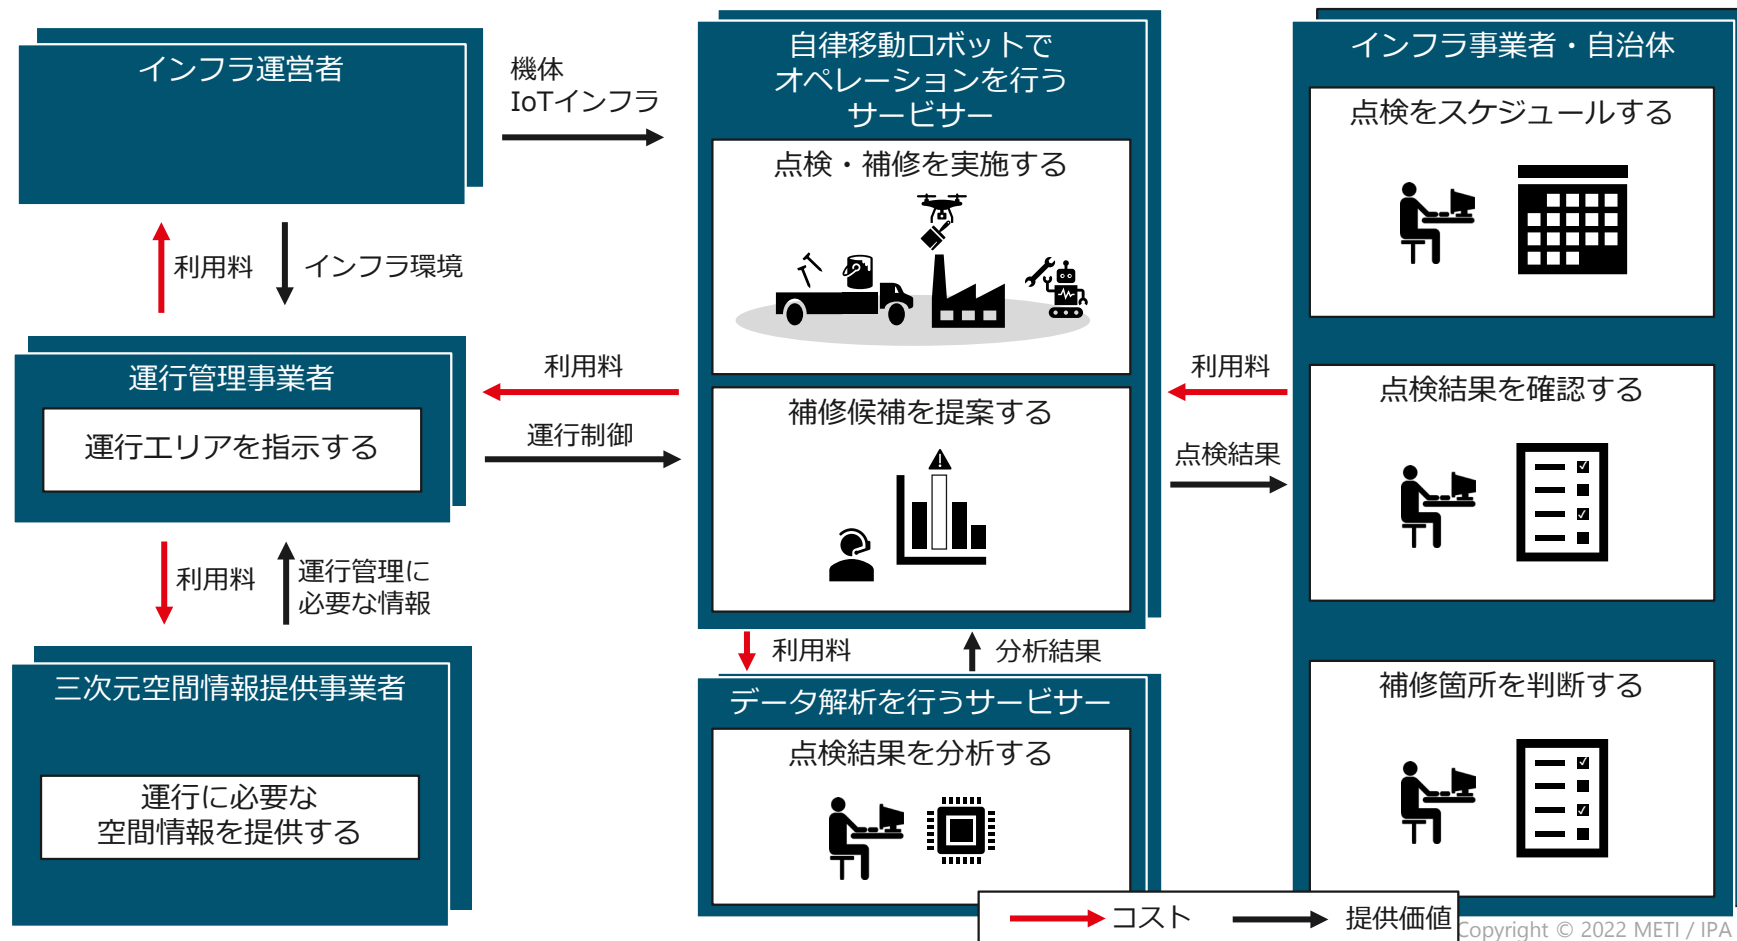 インフラ運営者
機体
IoTインフラ
利用料
インフラ環境
運行管理事業者
運行エリアを指示する
利用料
運行管理に
必要な情報
三次元空間情報提供事業者
運行に必要な
空間情報を提供する
自律移動ロボットで
オペレーションを行う
サービサー
点検・補修を実施する
利用料
運行制御
補修候補を提案する
利用料
分析結果
データ解析を行うサービサー
点検結果を分析する
利用料
点検結果
インフラ事業者・自治体
点検をスケジュールする
点検結果を確認する
補修箇所を判断する
コスト
提供価値
Copyright © 2022 METI / IPA